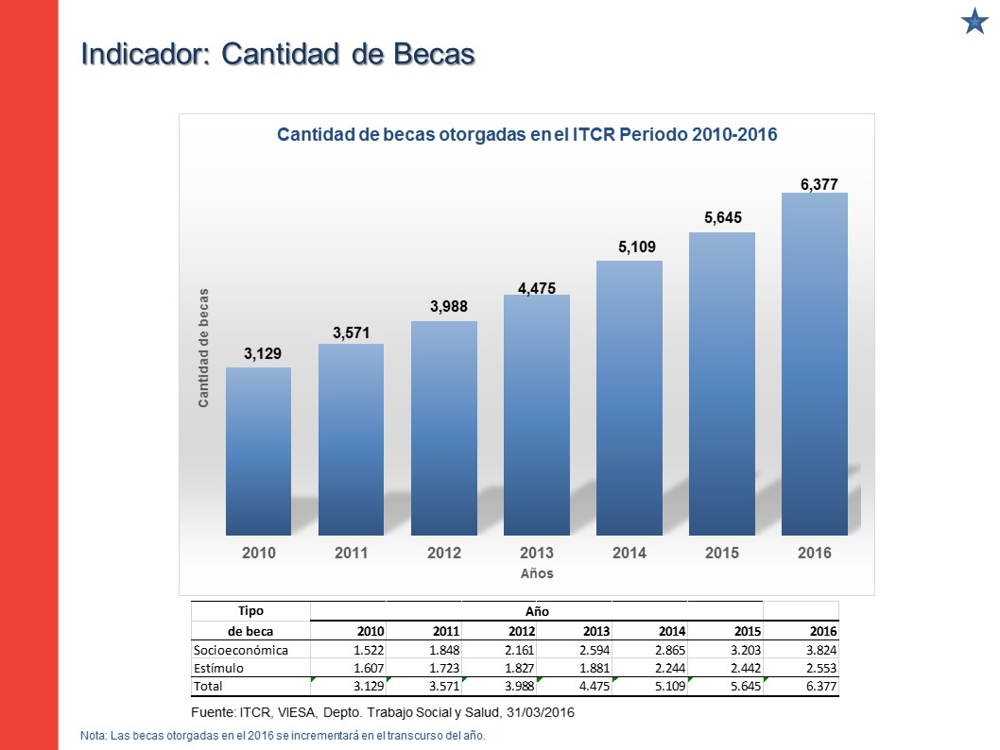 Indicador: Cantidad de Becas
Cantidad de becas otorgadas en el ITCR Periodo 2010-2016
Cantidad de becas
3,129
3,571
3,988
4,475
5,109
5,645
6,377
2010 2011 2012 2013 2014 2015 2016
Años
Tipo Año
de beca 2010 2011 2012 2013 2014 2015 2016
Socioeconómica 1.522 1.848 2.161 2.594 2.865 3.203 3.824
Estímulo 1.607 1.723 1.827 1.881 2.244 2.442 2.553
Total 3.129 3.571 3.988 4.475 5.109 5.645 6.377
Fuente: ITCR, VIESA, Depto. Trabajo Social y Salud, 31/03/2016
Nota: Las becas otorgadas en el 2016 se incrementará en el transcurso del año.